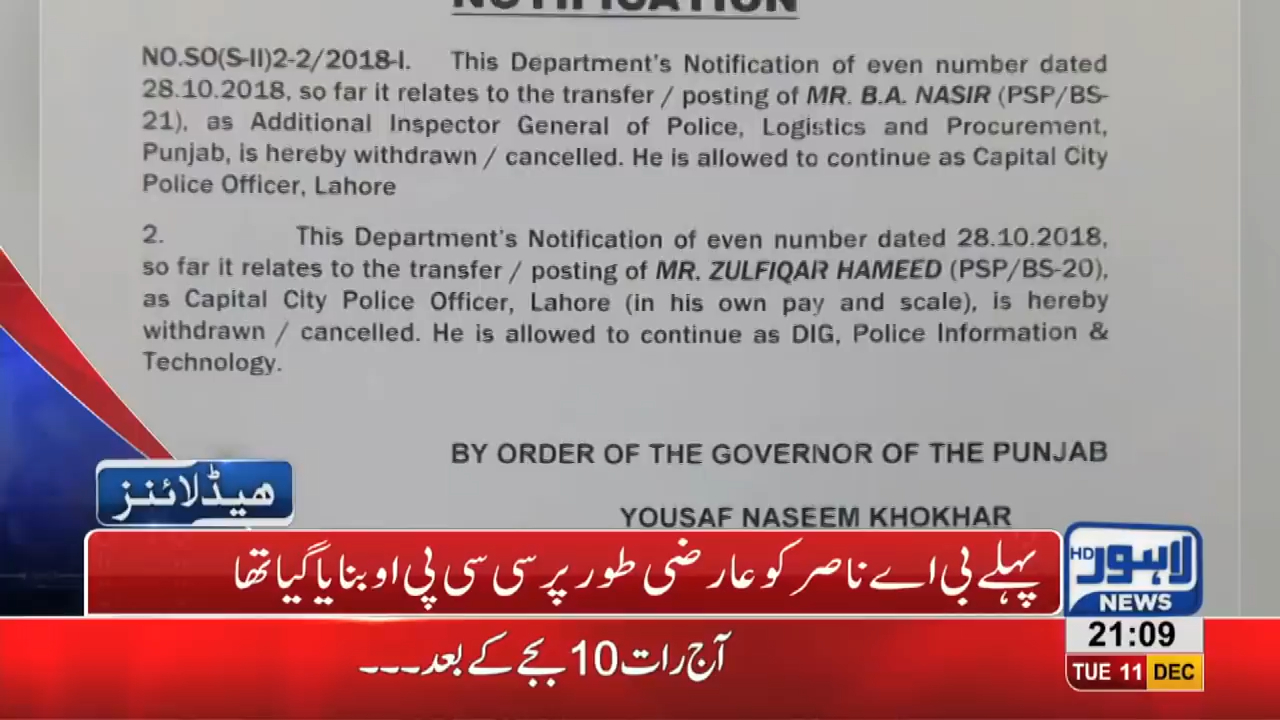 NOTIFICATION
NO.SO(S-II)2-2/2018-I. This Department's Notification of even number dated
28.10.2018, so far it relates to the transfer / posting of MR. B.A. NASIR (PSP/BS-
21), as Additional Inspector General of Police, Logistics and Procurement,
Punjab, is hereby withdrawn / cancelled. He is allowed to continue as Capital City
Police Officer, Lahore
2. This Department's Notification of even number dated 28.10.2018,
so far it relates to the transfer / posting of MR. ZULFIQAR HAMEED (PSP/BS-20),
as Capital City Police Officer, Lahore (in his own pay and scale), is hereby
withdrawn / cancelled. He is allowed to continue as DIG, Police Information &
Technology.
BY ORDER OF THE GOVERNOR OF THE PUNJAB
YOUSAF NASEEM KHOKHAR
ھیڈلائنز
پہلے بی اے ناصر کو عارضی طور پر سی سی پی او بنایا گیا تھا
HD لاہور
NEWS
21:09
TUE 11 DEC
آج رات 10 بجے کے بعد۔۔۔